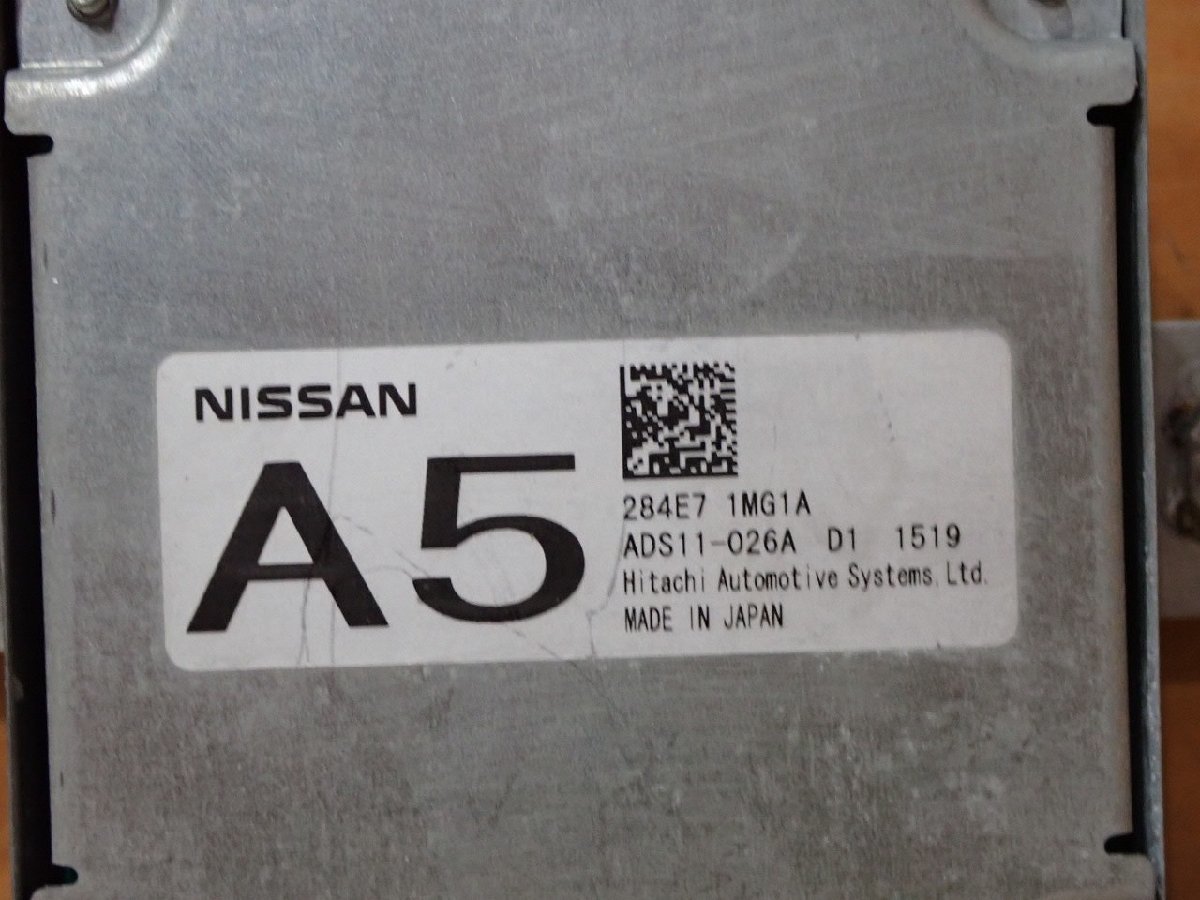 NISSAN
A5
284E7 1MG1A
ADS11-026A D1 1519
Hitachi Automotive Systems, Ltd.
MADE IN JAPAN